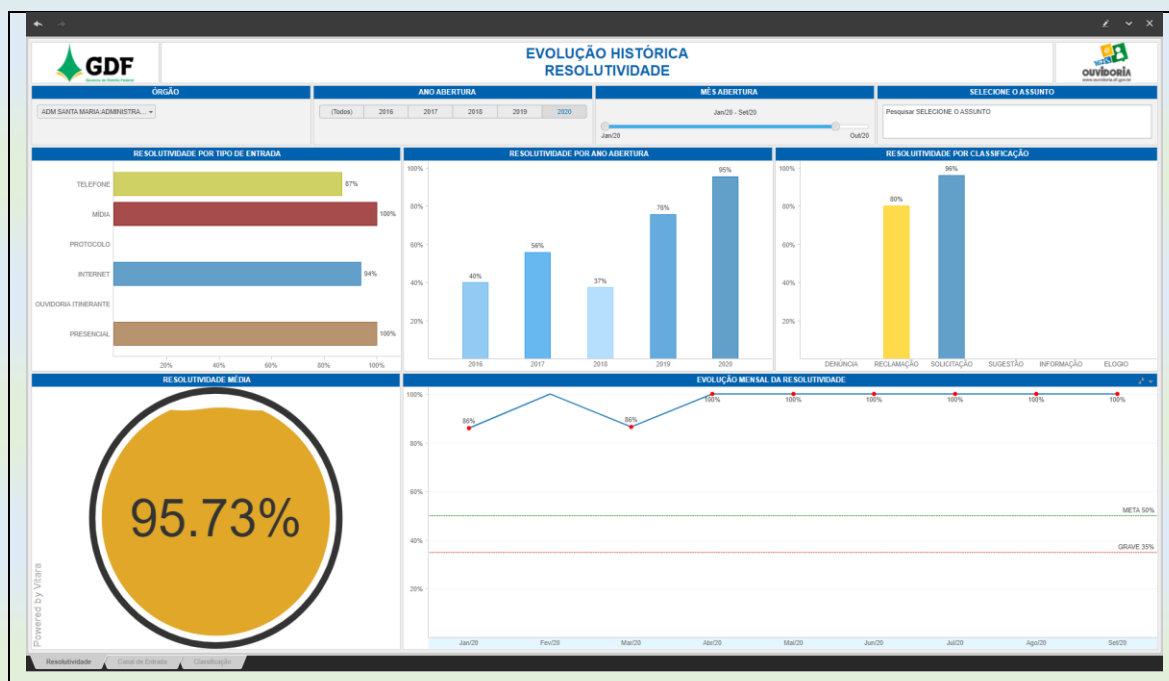 GDF
EVOLUÇÃO HISTÓRICA
RESOLUTIVIDADE
162
OUVIDORIA
ÓRGÃO
ANO ABERTURA
MÊS ABERTURA
SELECIONE O ASSUNTO
ADM SANTA MARIA:ADMINISTRA...
(Todos) 2016 2017 2018 2019 2020
Jan/20 - Set/20
Jan/20 Out/20
Pesquisar SELECIONE O ASSUNTO
RESOLUTIVIDADE POR TIPO DE ENTRADA
TELEFONE 87%
MÍDIA 100%
PROTOCOLO
INTERNET 94%
OUVIDORIA ITINERANTE
PRESENCIAL 100%
20% 40% 60% 80% 100%
RESOLUTIVIDADE POR ANO ABERTURA
100%
80%
60%
40%
20%
40% 56% 37% 76% 95%
2016 2017 2018 2019 2020
RESOLUITIVIDADE POR CLASSIFICAÇÃO
100%
80%
60%
40%
20%
80% 96%
DENÚNCIA RECLAMAÇÃO SOLICITAÇÃO SUGESTÃO INFORMAÇÃO ELOGIO
RESOLUTIVIDADE MÉDIA
95.73%
Powered by Vitara
EVOLUÇÃO MENSAL DA RESOLUTIVIDADE
100%
80%
60%
40%
20%
86% 86% 100% 100% 100% 100% 100% 100%
META 50%
GRAVE 35%
Jan/20 Fev/20 Mar/20 Abr/20 Mai/20 Jun/20 Jul/20 Ago/20 Set/20
Resolutividade Canal de Entrada Classificação